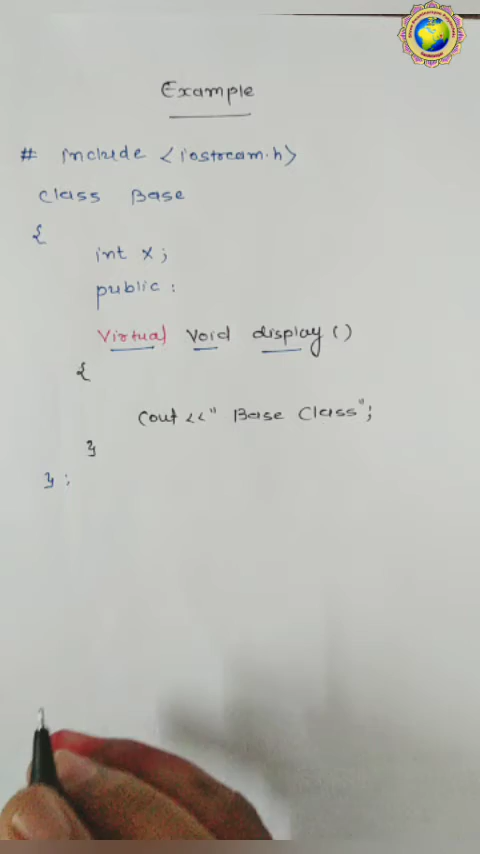 Example
# include <iostream.h>
class Base
{
int x;
public:
Virtual void display()
{
cout <<" Base Class";
}
};